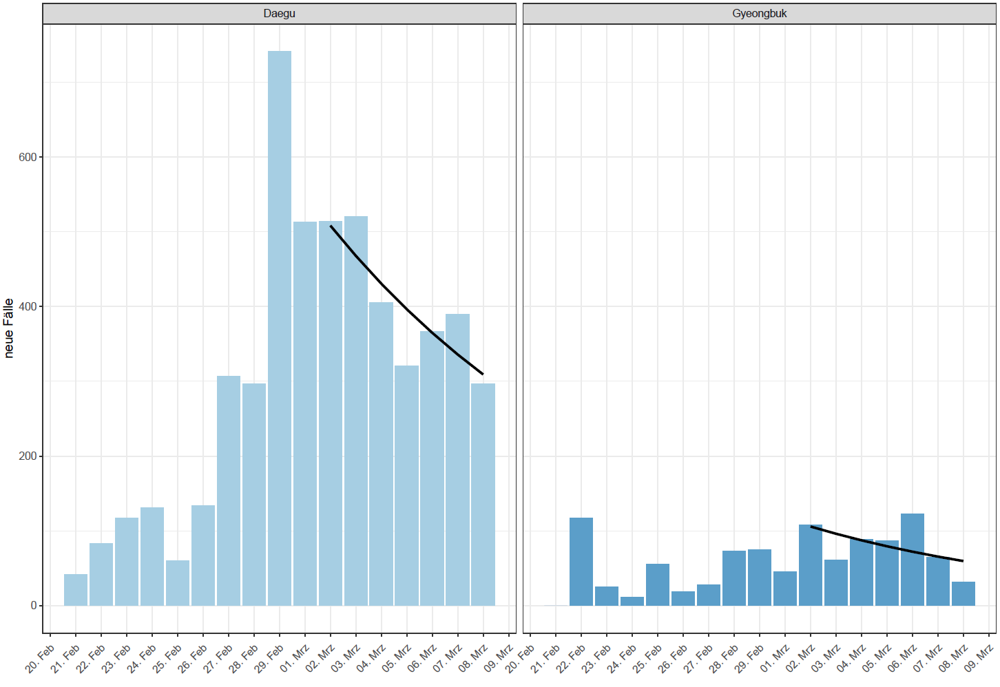 Daegu
Gyeongbuk
neue Fälle
600
400
200
0
20. Feb
21. Feb
22. Feb
23. Feb
24. Feb
25. Feb
26. Feb
27. Feb
28. Feb
29. Feb
01. Mrz
02. Mrz
03. Mrz
04. Mrz
05. Mrz
06. Mrz
07. Mrz
08. Mrz
09. Mrz
20. Feb
21. Feb
22. Feb
23. Feb
24. Feb
25. Feb
26. Feb
27. Feb
28. Feb
29. Feb
01. Mrz
02. Mrz
03. Mrz
04. Mrz
05. Mrz
06. Mrz
07. Mrz
08. Mrz
09. Mrz